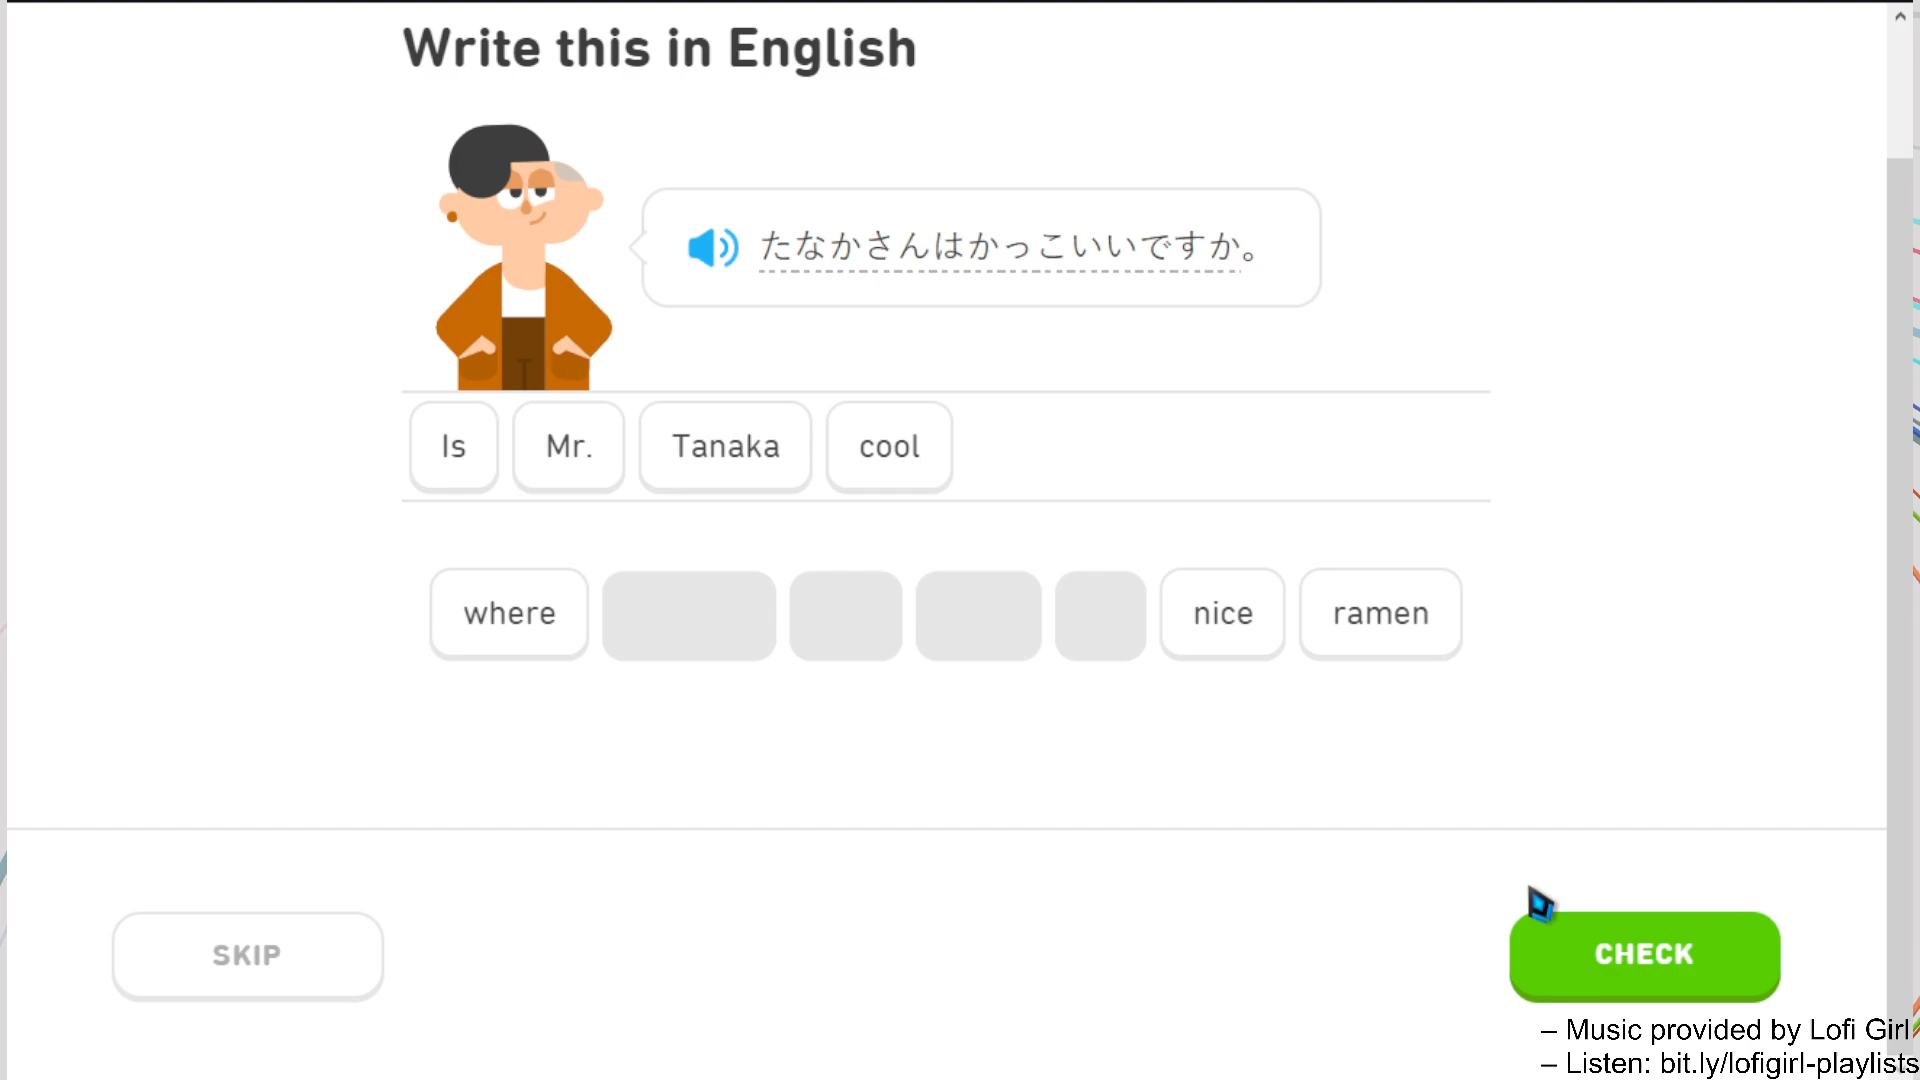 Write this in English
たなかさんはかっこいいですか。
Is Mr. Tanaka cool
where nice ramen
SKIP CHECK
– Music provided by Lofi Girl
– Listen: bit.ly/lofigirl-playlists